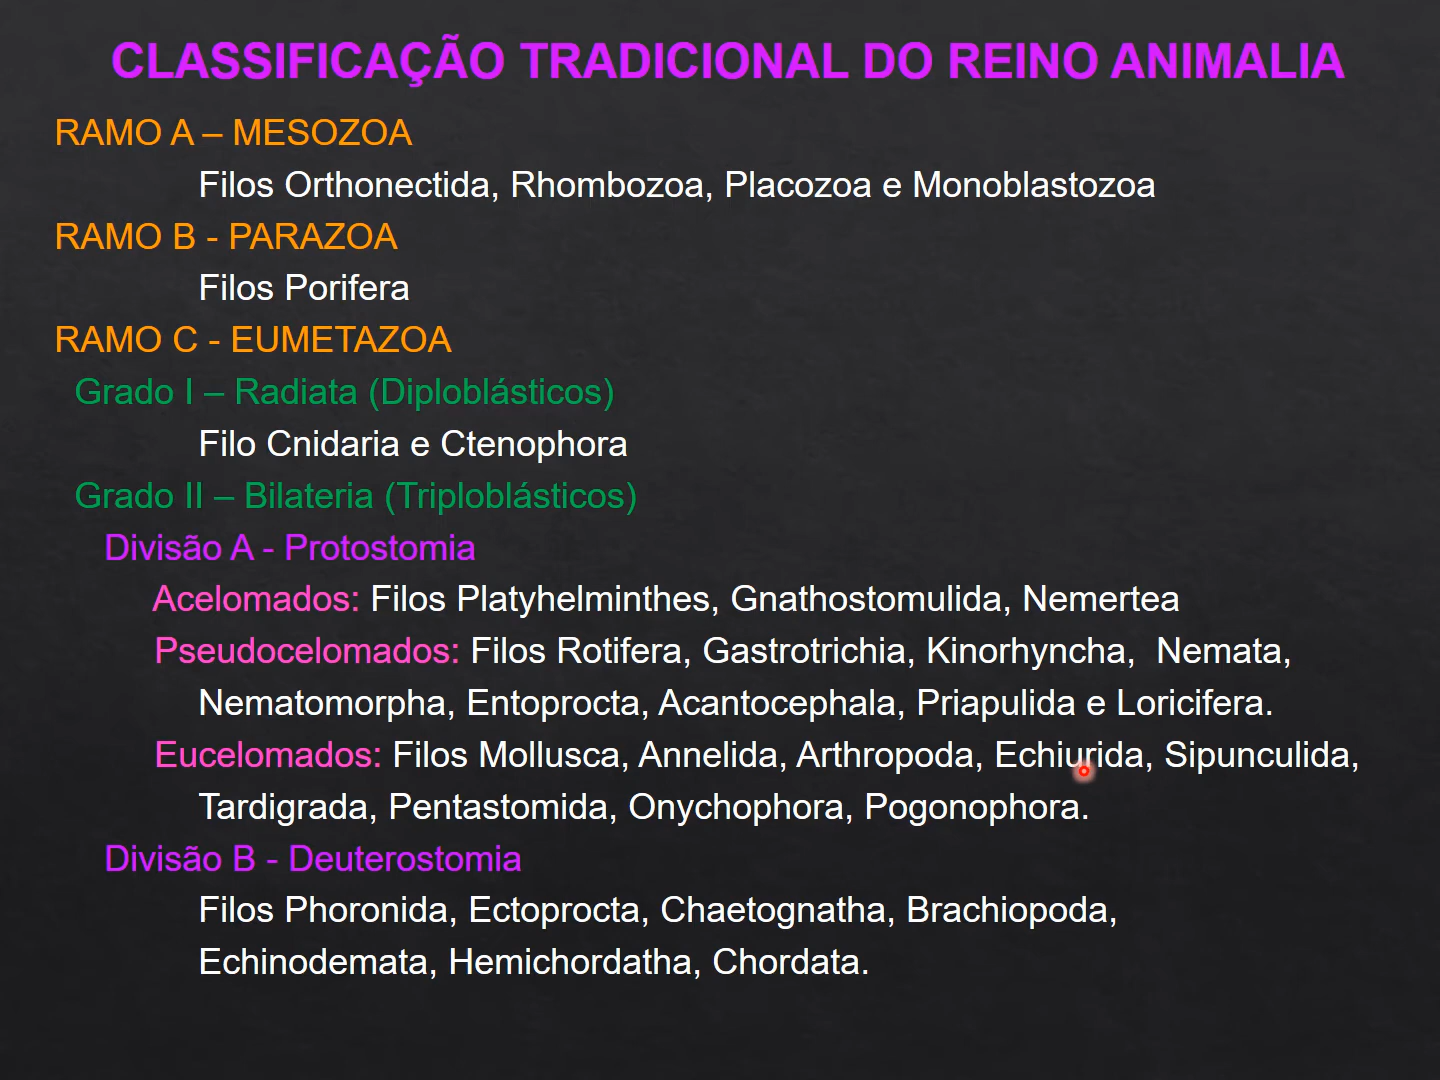 CLASSIFICAÇÃO TRADICIONAL DO REINO ANIMALIA
RAMO A – MESOZOA
Filos Orthonectida, Rhombozoa, Placozoa e Monoblastozoa
RAMO B - PARAZOA
Filos Porifera
RAMO C - EUMETAZOA
Grado I – Radiata (Diploblásticos)
Filo Cnidaria e Ctenophora
Grado II – Bilateria (Triploblásticos)
Divisão A - Protostomia
Acelomados: Filos Platyhelminthes, Gnathostomulida, Nemertea
Pseudocelomados: Filos Rotifera, Gastrotrichia, Kinorhyncha, Nemata,
Nematomorpha, Entoprocta, Acantocephala, Priapulida e Loricifera.
Eucelomados: Filos Mollusca, Annelida, Arthropoda, Echiurida, Sipunculida,
Tardigrada, Pentastomida, Onychophora, Pogonophora.
Divisão B - Deuterostomia
Filos Phoronida, Ectoprocta, Chaetognatha, Brachiopoda,
Echinodemata, Hemichordatha, Chordata.